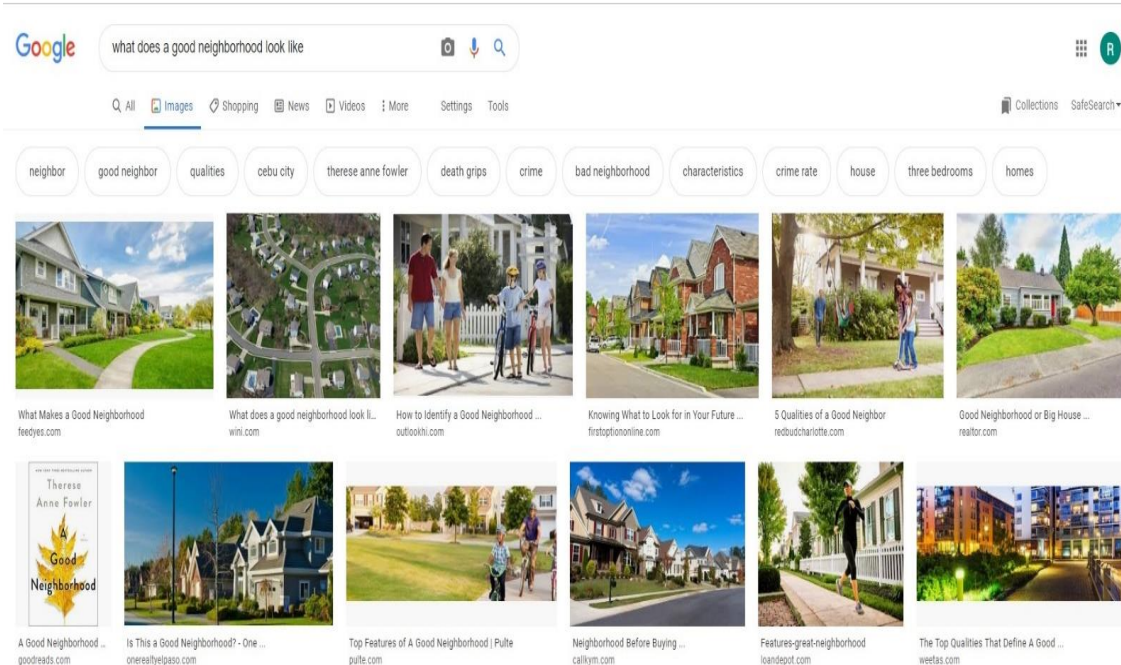 Google
what does a good neighborhood look like
R
All Images Shopping News Videos More Settings Tools
Collections SafeSearch
neighbor good neighbor qualities cebu city therese anne fowler death grips crime bad neighborhood characteristics crime rate house three bedrooms homes
What Makes a Good Neighborhood
feedyes.com
What does a good neighborhood look li...
wini.com
How to Identify a Good Neighborhood ...
outlookhi.com
Knowing What to Look for in Your Future ...
firstoptiononline.com
5 Qualities of a Good Neighbor
redbudcharlotte.com
Good Neighborhood or Big House ...
realtor.com
Therese
Anne Fowler
A
Good
Neighborhood
A Good Neighborhood ...
goodreads.com
Is This a Good Neighborhood? - One ...
onerealtyelpaso.com
Top Features of A Good Neighborhood | Pulte
pulte.com
Neighborhood Before Buying ...
callkym.com
Features-great-neighborhood
loandepot.com
The Top Qualities That Define A Good ...
weetas.com